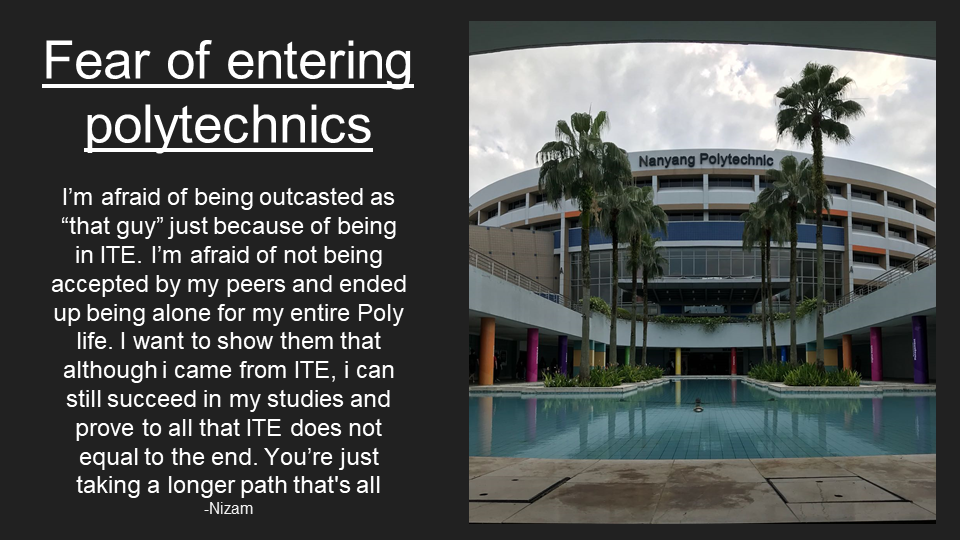 Fear of entering
polytechnics
I’m afraid of being outcasted as
“that guy” just because of being
in ITE. I’m afraid of not being
accepted by my peers and ended
up being alone for my entire Poly
life. I want to show them that
although i came from ITE, i can
still succeed in my studies and
prove to all that ITE does not
equal to the end. You’re just
taking a longer path that's all
-Nizam
Nanyang Polytechnic